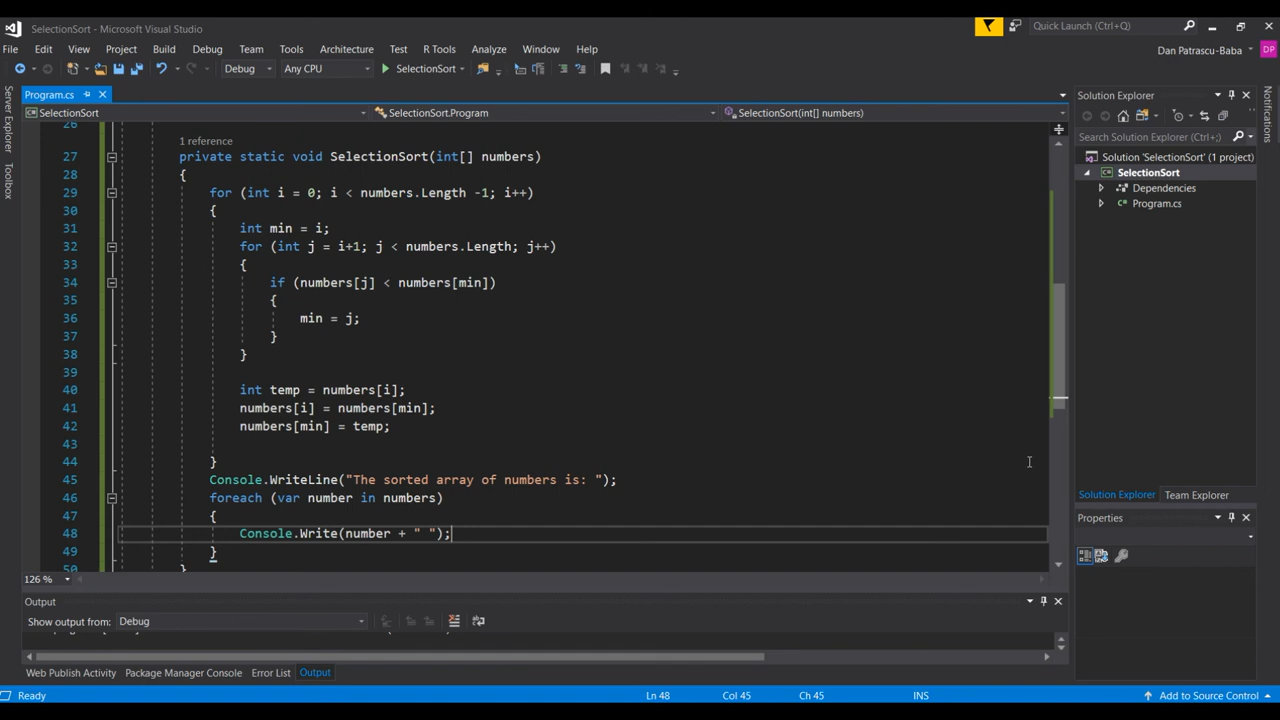 SelectionSort - Microsoft Visual Studio
Quick Launch (Ctrl+Q)
File Edit View Project Build Debug Team Tools Architecture Test R Tools Analyze Window Help
Dan Patrascu-Baba
DP
Debug Any CPU SelectionSort
Server Explorer
Toolbox
Program.cs
SelectionSort SelectionSort.Program SelectionSort(int[] numbers)
26
1 reference
27 private static void SelectionSort(int[] numbers)
28 {
29 for (int i = 0; i < numbers.Length -1; i++)
30 {
31 int min = i;
32 for (int j = i+1; j < numbers.Length; j++)
33 {
34 if (numbers[j] < numbers[min])
35 {
36 min = j;
37 }
38 }
39
40 int temp = numbers[i];
41 numbers[i] = numbers[min];
42 numbers[min] = temp;
43
44 }
45 Console.WriteLine("The sorted array of numbers is: ");
46 foreach (var number in numbers)
47 {
48 Console.Write(number + " ");
49 }
50 }
126 %
Solution Explorer
Search Solution Explorer (Ctrl+;)
Solution 'SelectionSort' (1 project)
SelectionSort
Dependencies
Program.cs
Solution Explorer Team Explorer
Properties
Notifications
Output
Show output from: Debug
Web Publish Activity Package Manager Console Error List Output
Ready Ln 48 Col 45 Ch 45 INS Add to Source Control